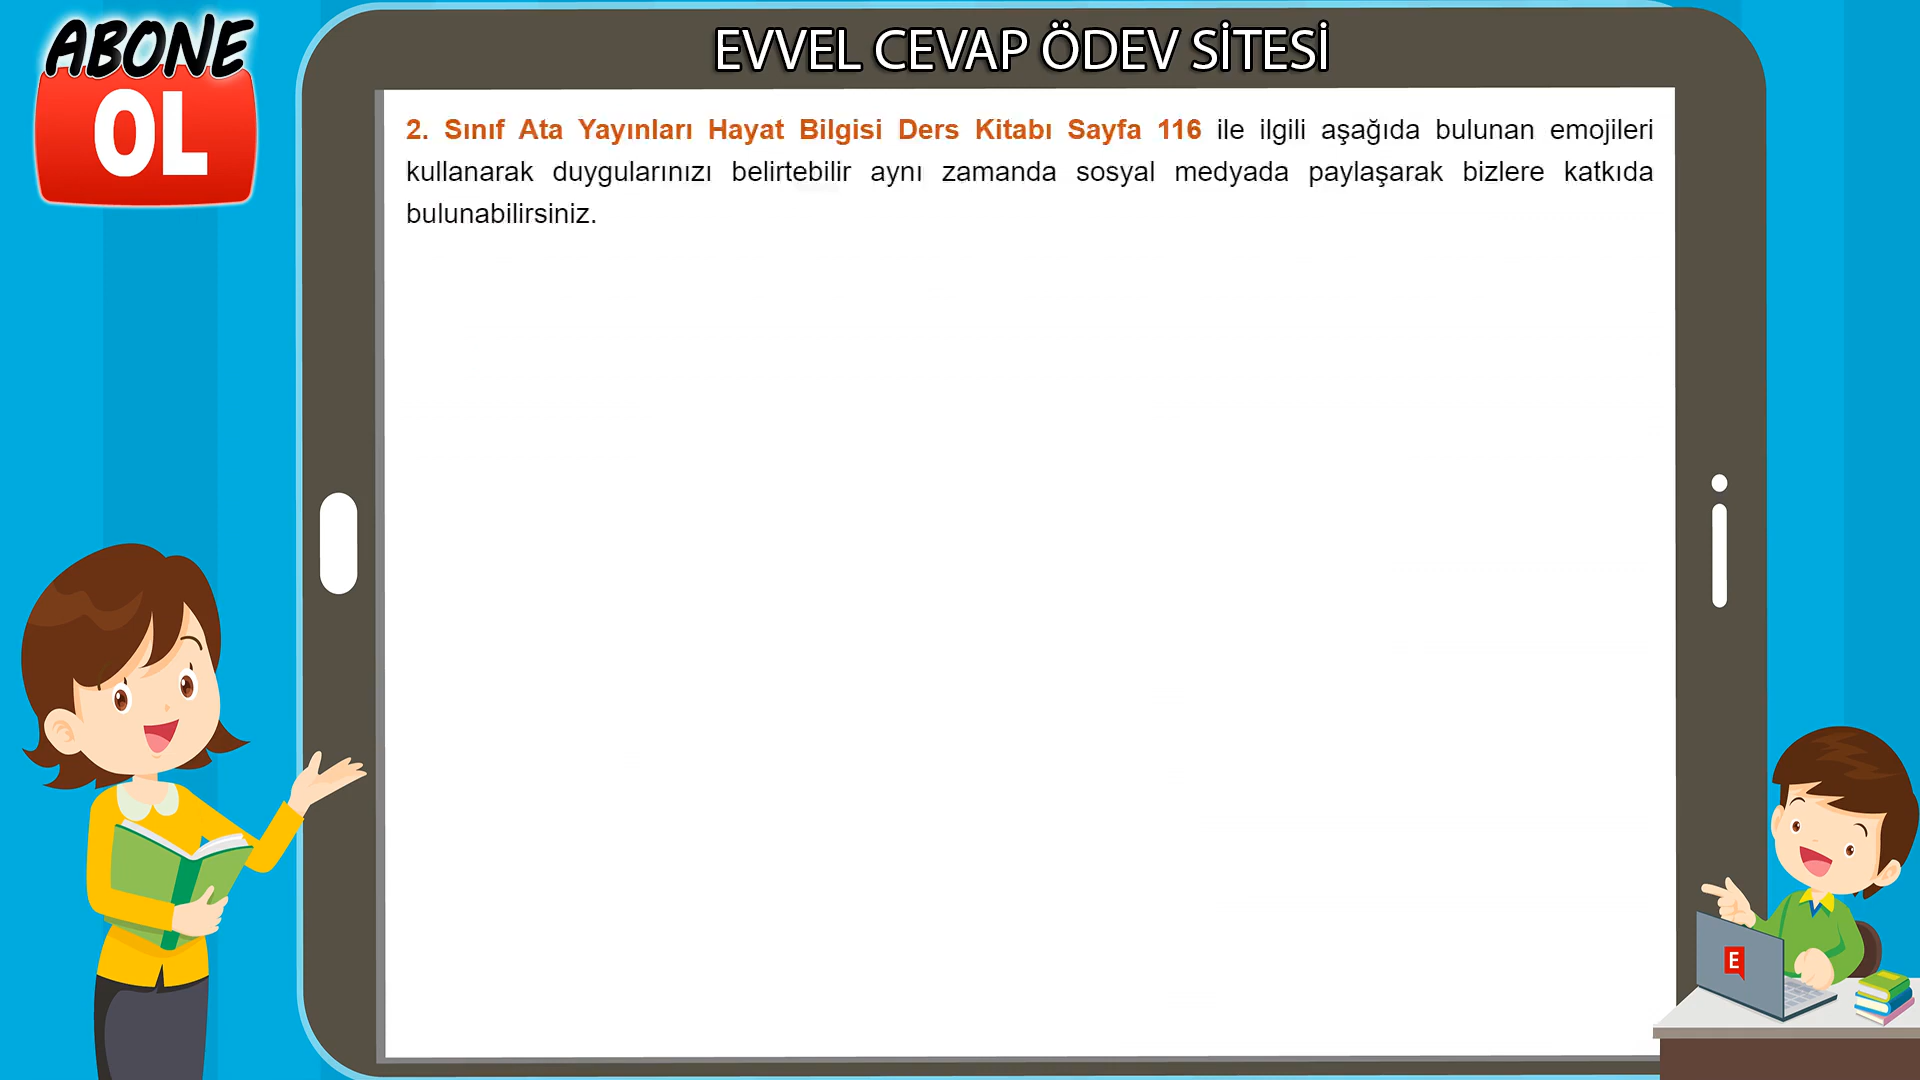 ABONE
OL
EVVEL CEVAP ÖDEV SİTESİ
2. Sınıf Ata Yayınları Hayat Bilgisi Ders Kitabı Sayfa 116 ile ilgili aşağıda bulunan emojileri
kullanarak duygularınızı belirtebilir aynı zamanda sosyal medyada paylaşarak bizlere katkıda
bulunabilirsiniz.
E